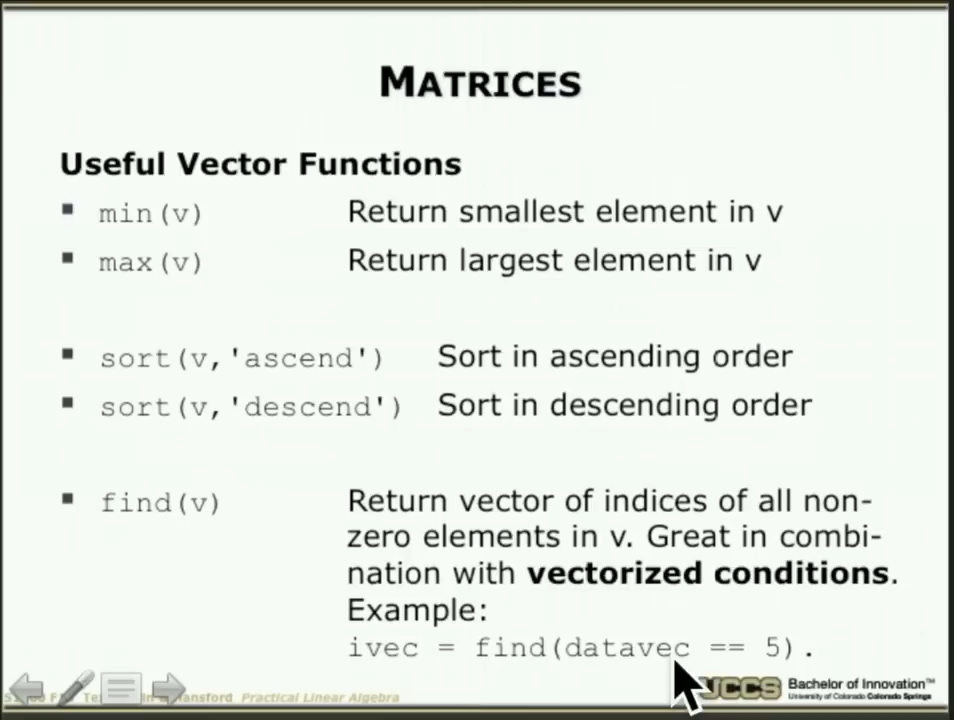 MATRICES
Useful Vector Functions
min(v) Return smallest element in v
max(v) Return largest element in v
sort(v,'ascend') Sort in ascending order
sort(v,'descend') Sort in descending order
find(v) Return vector of indices of all non-
zero elements in v. Great in combi-
nation with vectorized conditions.
Example:
ivec = find(datavec == 5).
Practical Linear Algebra
UCCS Bachelor of Innovation™
University of Colorado Colorado Springs